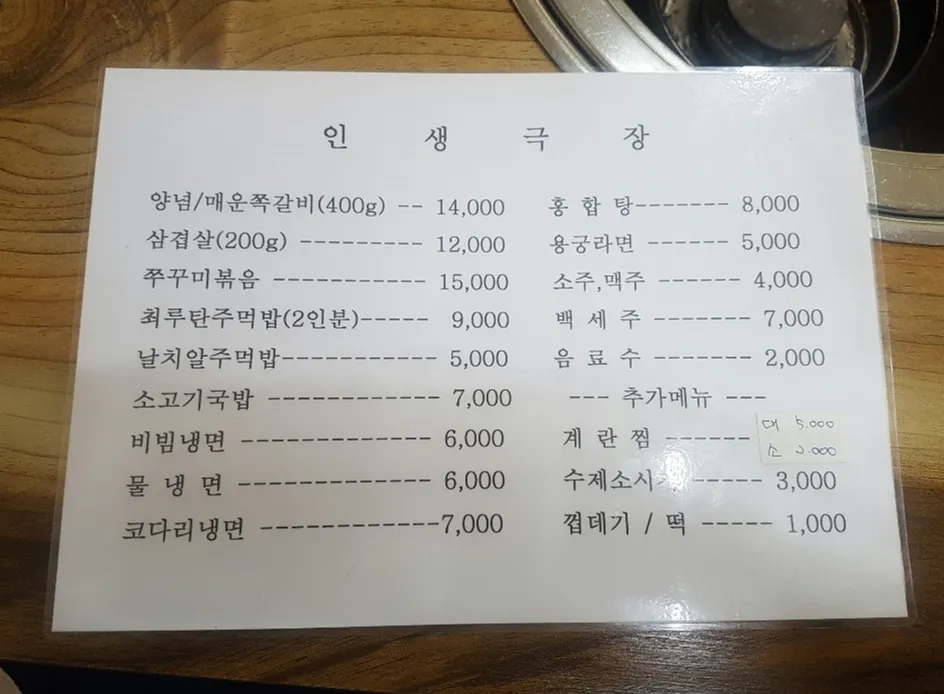 인 생 극 장
양념/매운쪽갈비(400g) -- 14,000
삼겹살(200g) --------- 12,000
쭈꾸미볶음 ----------- 15,000
최루탄주먹밥(2인분)----- 9,000
날치알주먹밥----------- 5,000
소고기국밥 ------------ 7,000
비빔냉면 -------------- 6,000
물 냉 면 -------------- 6,000
코다리냉면 -------------7,000
홍 합 탕------- 8,000
용궁라면 ------ 5,000
소주,맥주 ------ 4,000
백 세 주 ------- 7,000
음 료 수 ------- 2,000
--- 추가메뉴 ---
계 란 찜 ------ 대 5.000
소
수제소시 ----- 3,000
껍데기 / 떡 ----- 1,000